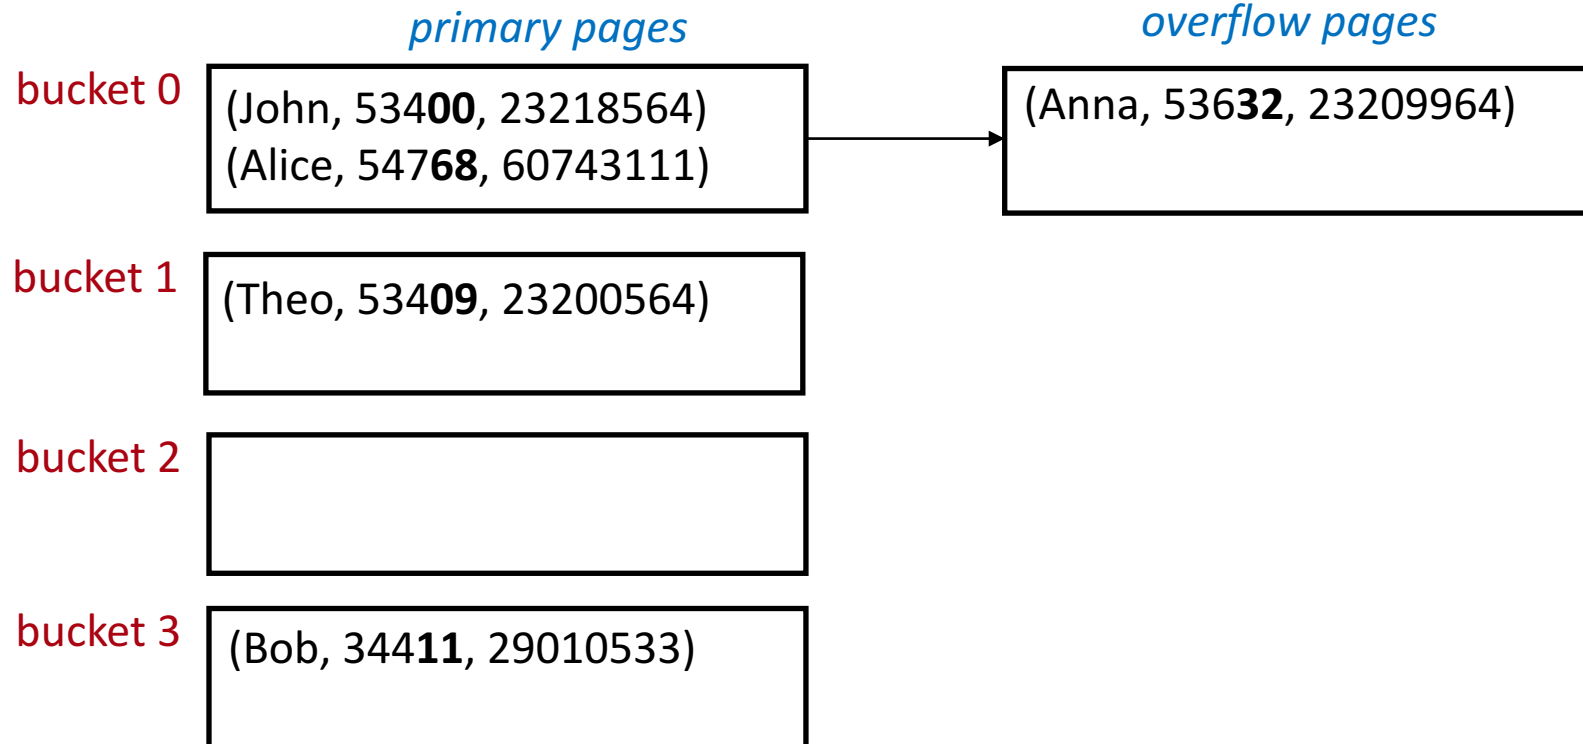 primary pages
overflow pages
bucket 0
(John, 53400, 23218564)
(Alice, 54768, 60743111)
(Anna, 53632, 23209964)
bucket 1
(Theo, 53409, 23200564)
bucket 2
bucket 3
(Bob, 34411, 29010533)